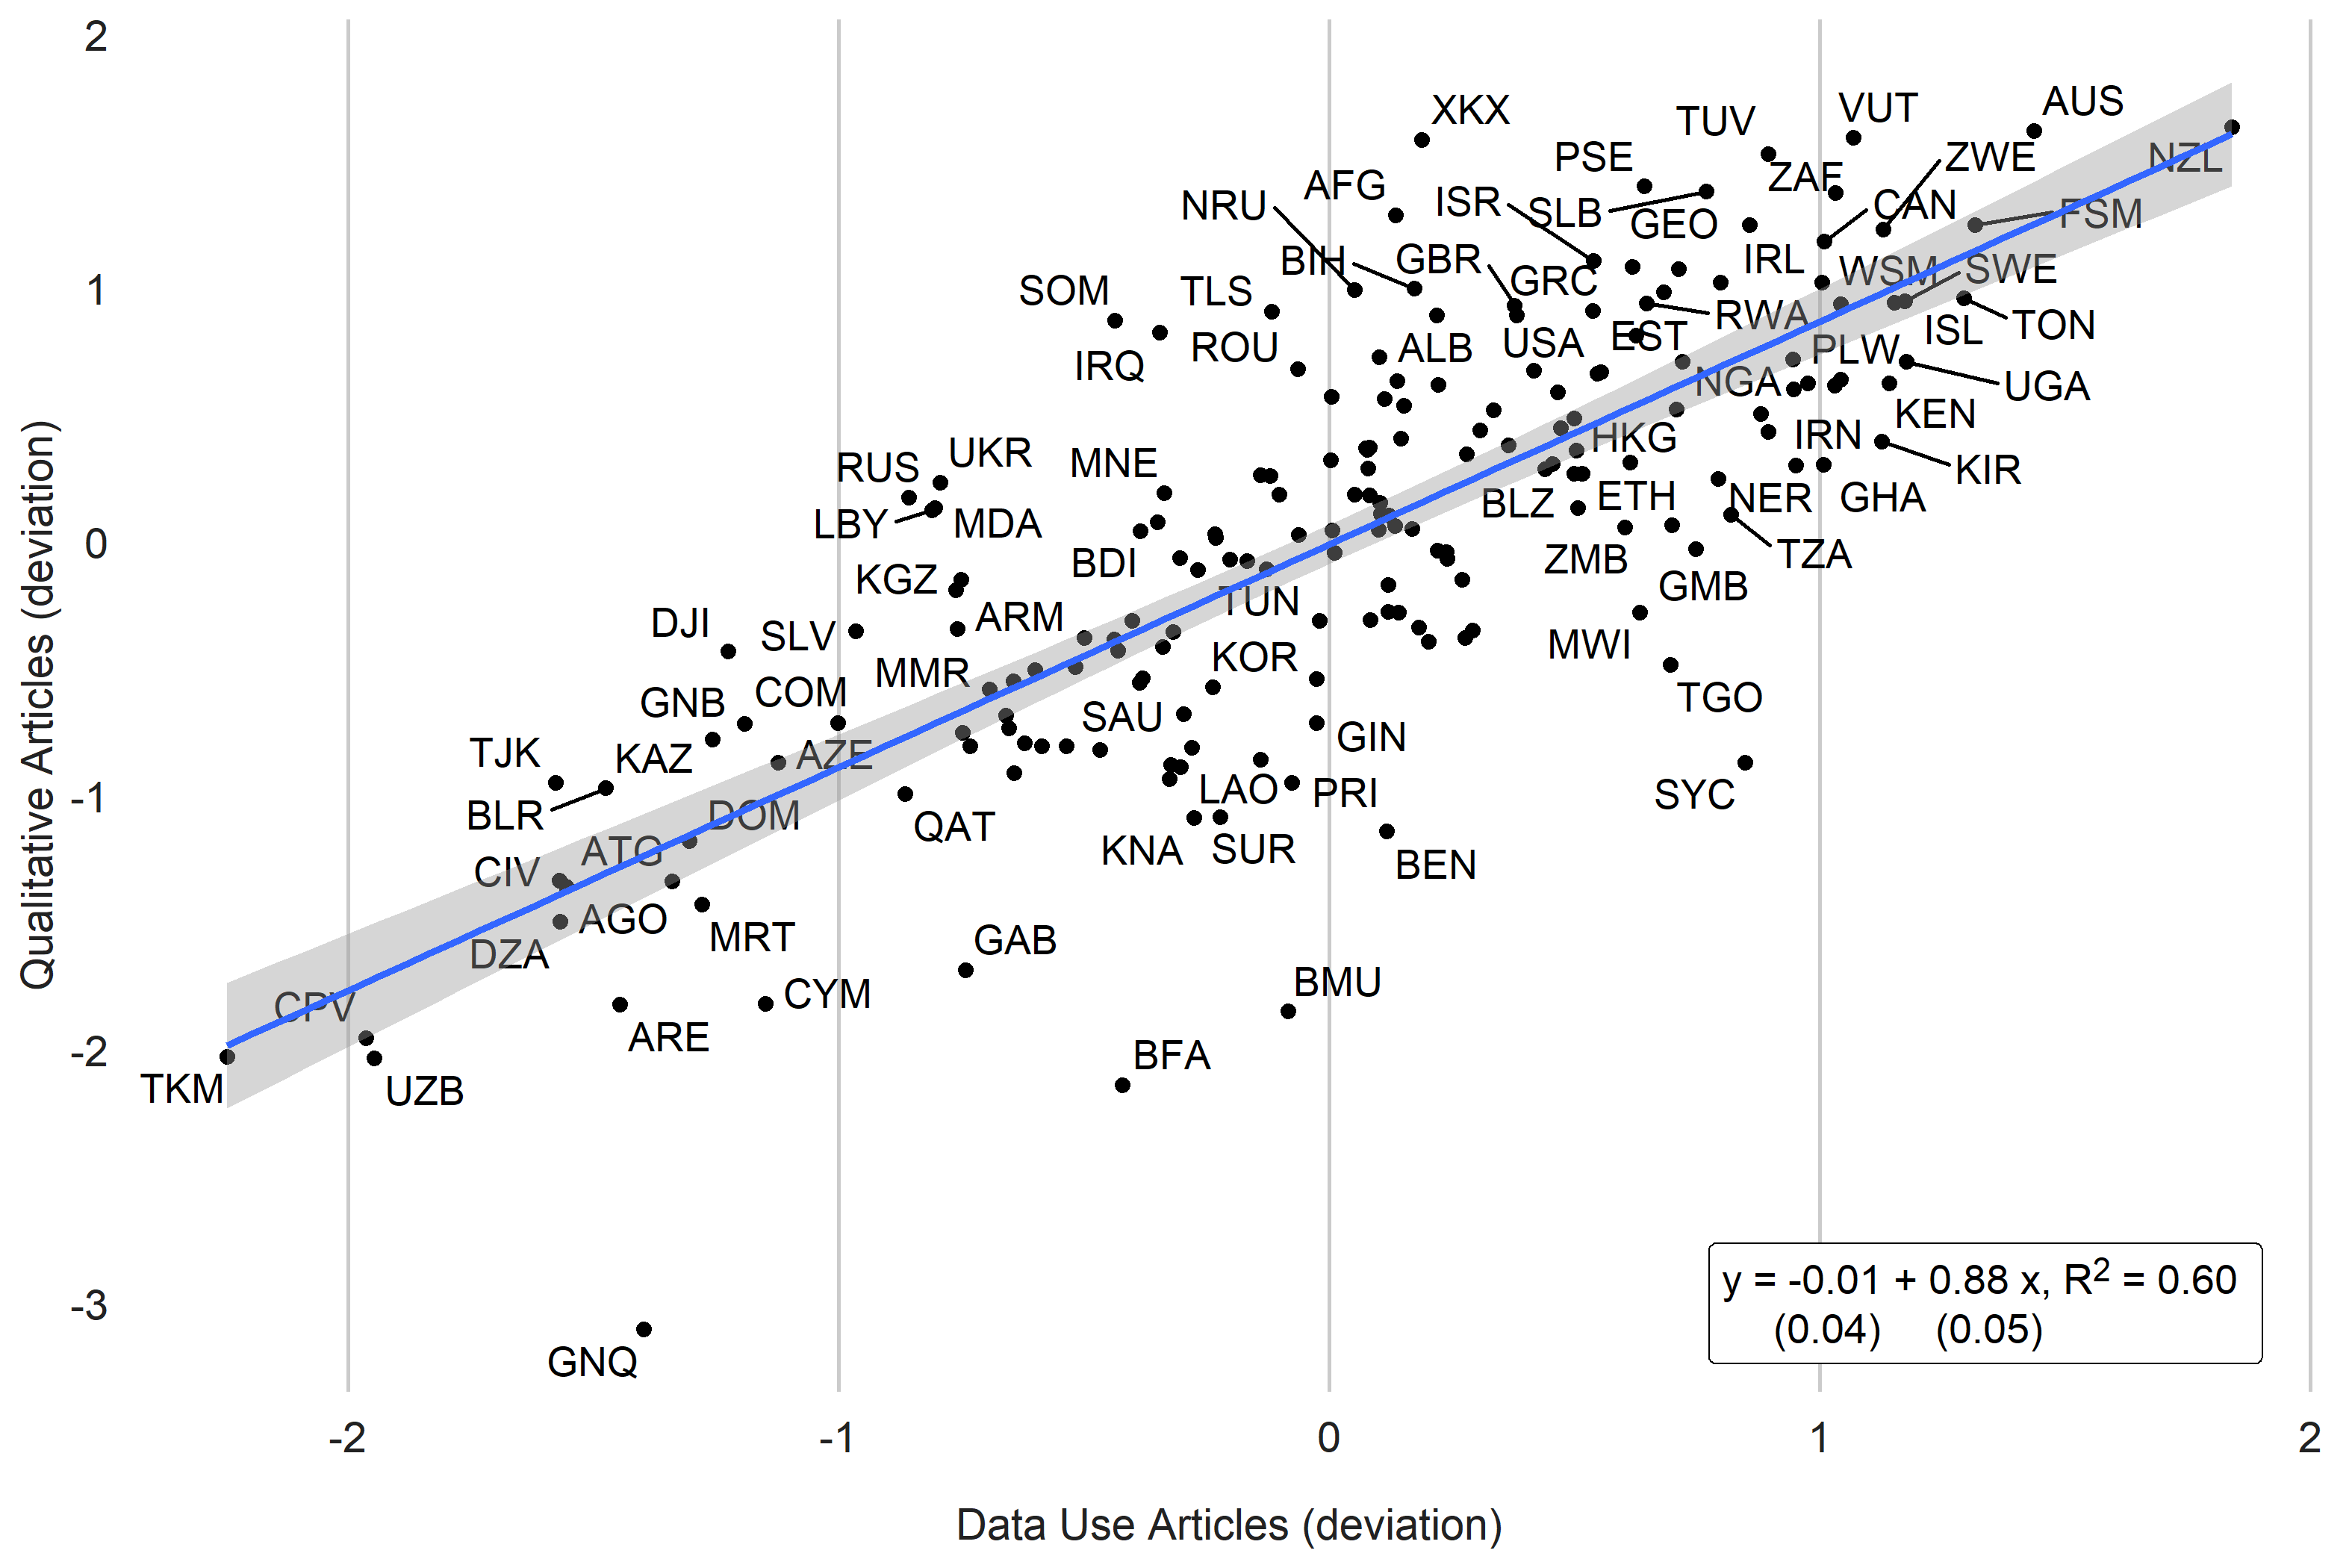 2
XKX
TUV
VUT
AUS
PSE
ZAF
ZWE
NZL
AFG
NRU
ISR
SLB
GEO
CAN
FSM
BIH
GBR
GRC
IRL
WSM
SWE
1
SOM
TLS
RWA
ISL
TON
IRQ
ROU
ALB
USA
EST
PLW
NGA
UGA
KEN
RUS
UKR
MNE
HKG
IRN
KIR
LBY
MDA
BLZ
ETH
NER
GHA
0
BDI
ZMB
TZA
KGZ
TUN
GMB
DJI
SLV
ARM
MWI
MMR
KOR
GNB
COM
SAU
TGO
TJK
KAZ
AZE
GIN
-1
BLR
DOM
QAT
LAO
PRI
SYC
CIV
ATG
KNA
SUR
BEN
AGO
MRT
DZA
GAB
CPV
CYM
BMU
ARE
-2
TKM
UZB
BFA
-3
GNQ
y = -0.01 + 0.88 x, R2 = 0.60
(0.04) (0.05)
-2 -1 0 1 2
Data Use Articles (deviation)
Qualitative Articles (deviation)